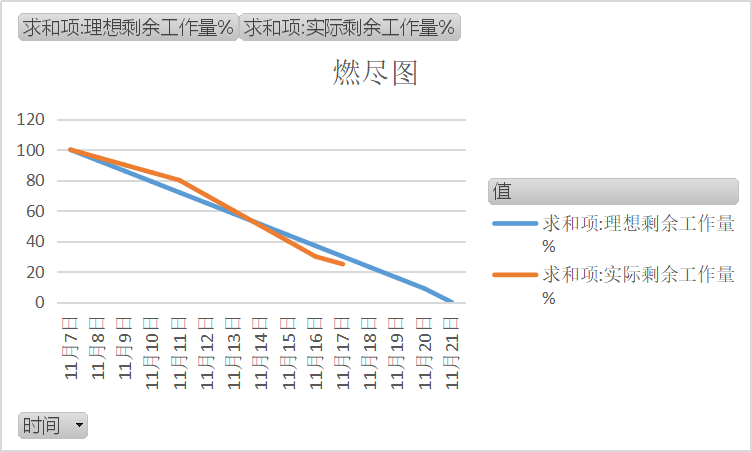 求和项:理想剩余工作量% 求和项:实际剩余工作量%
燃尽图
120
100
80
60
40
20
0
11月7日
11月8日
11月9日
11月10日
11月11日
11月12日
11月13日
11月14日
11月15日
11月16日
11月17日
11月18日
11月19日
11月20日
11月21日
值
求和项:理想剩余工作量
%
求和项:实际剩余工作量
%
时间